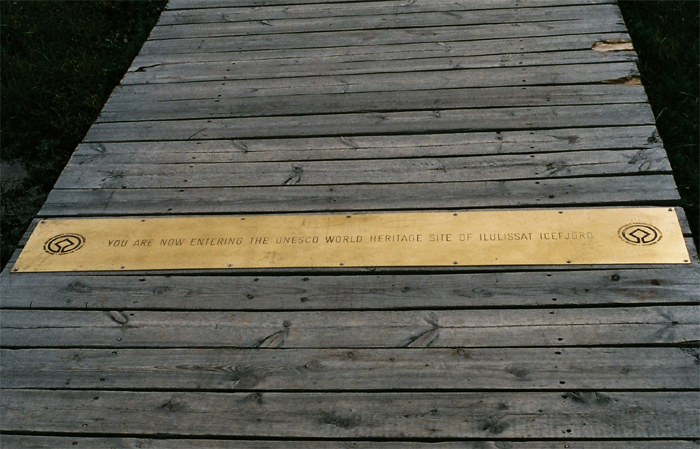 YOU ARE NOW ENTERING THE UNESCO WORLD HERITAGE SITE OF ILULISSAT ICEFJORD